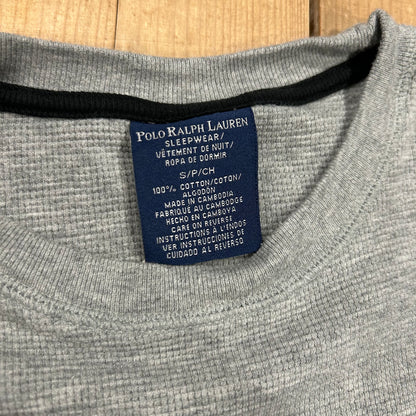 POLO RALPH LAUREN
SLEEPWEAR/
VÊTEMENT DE NUIT/
ROPA DE DORMIR
S/P/CH
100% COTTON/COTON/
ALGODÓN
MADE IN CAMBODIA
FABRIQUÉ AU CAMBODGE
HECHO EN CAMBOYA
CARE ON REVERSE
INSTRUCTIONS À L'ENDOS
VER INSTRUCCIONES DE
CUIDADO AL REVERSO